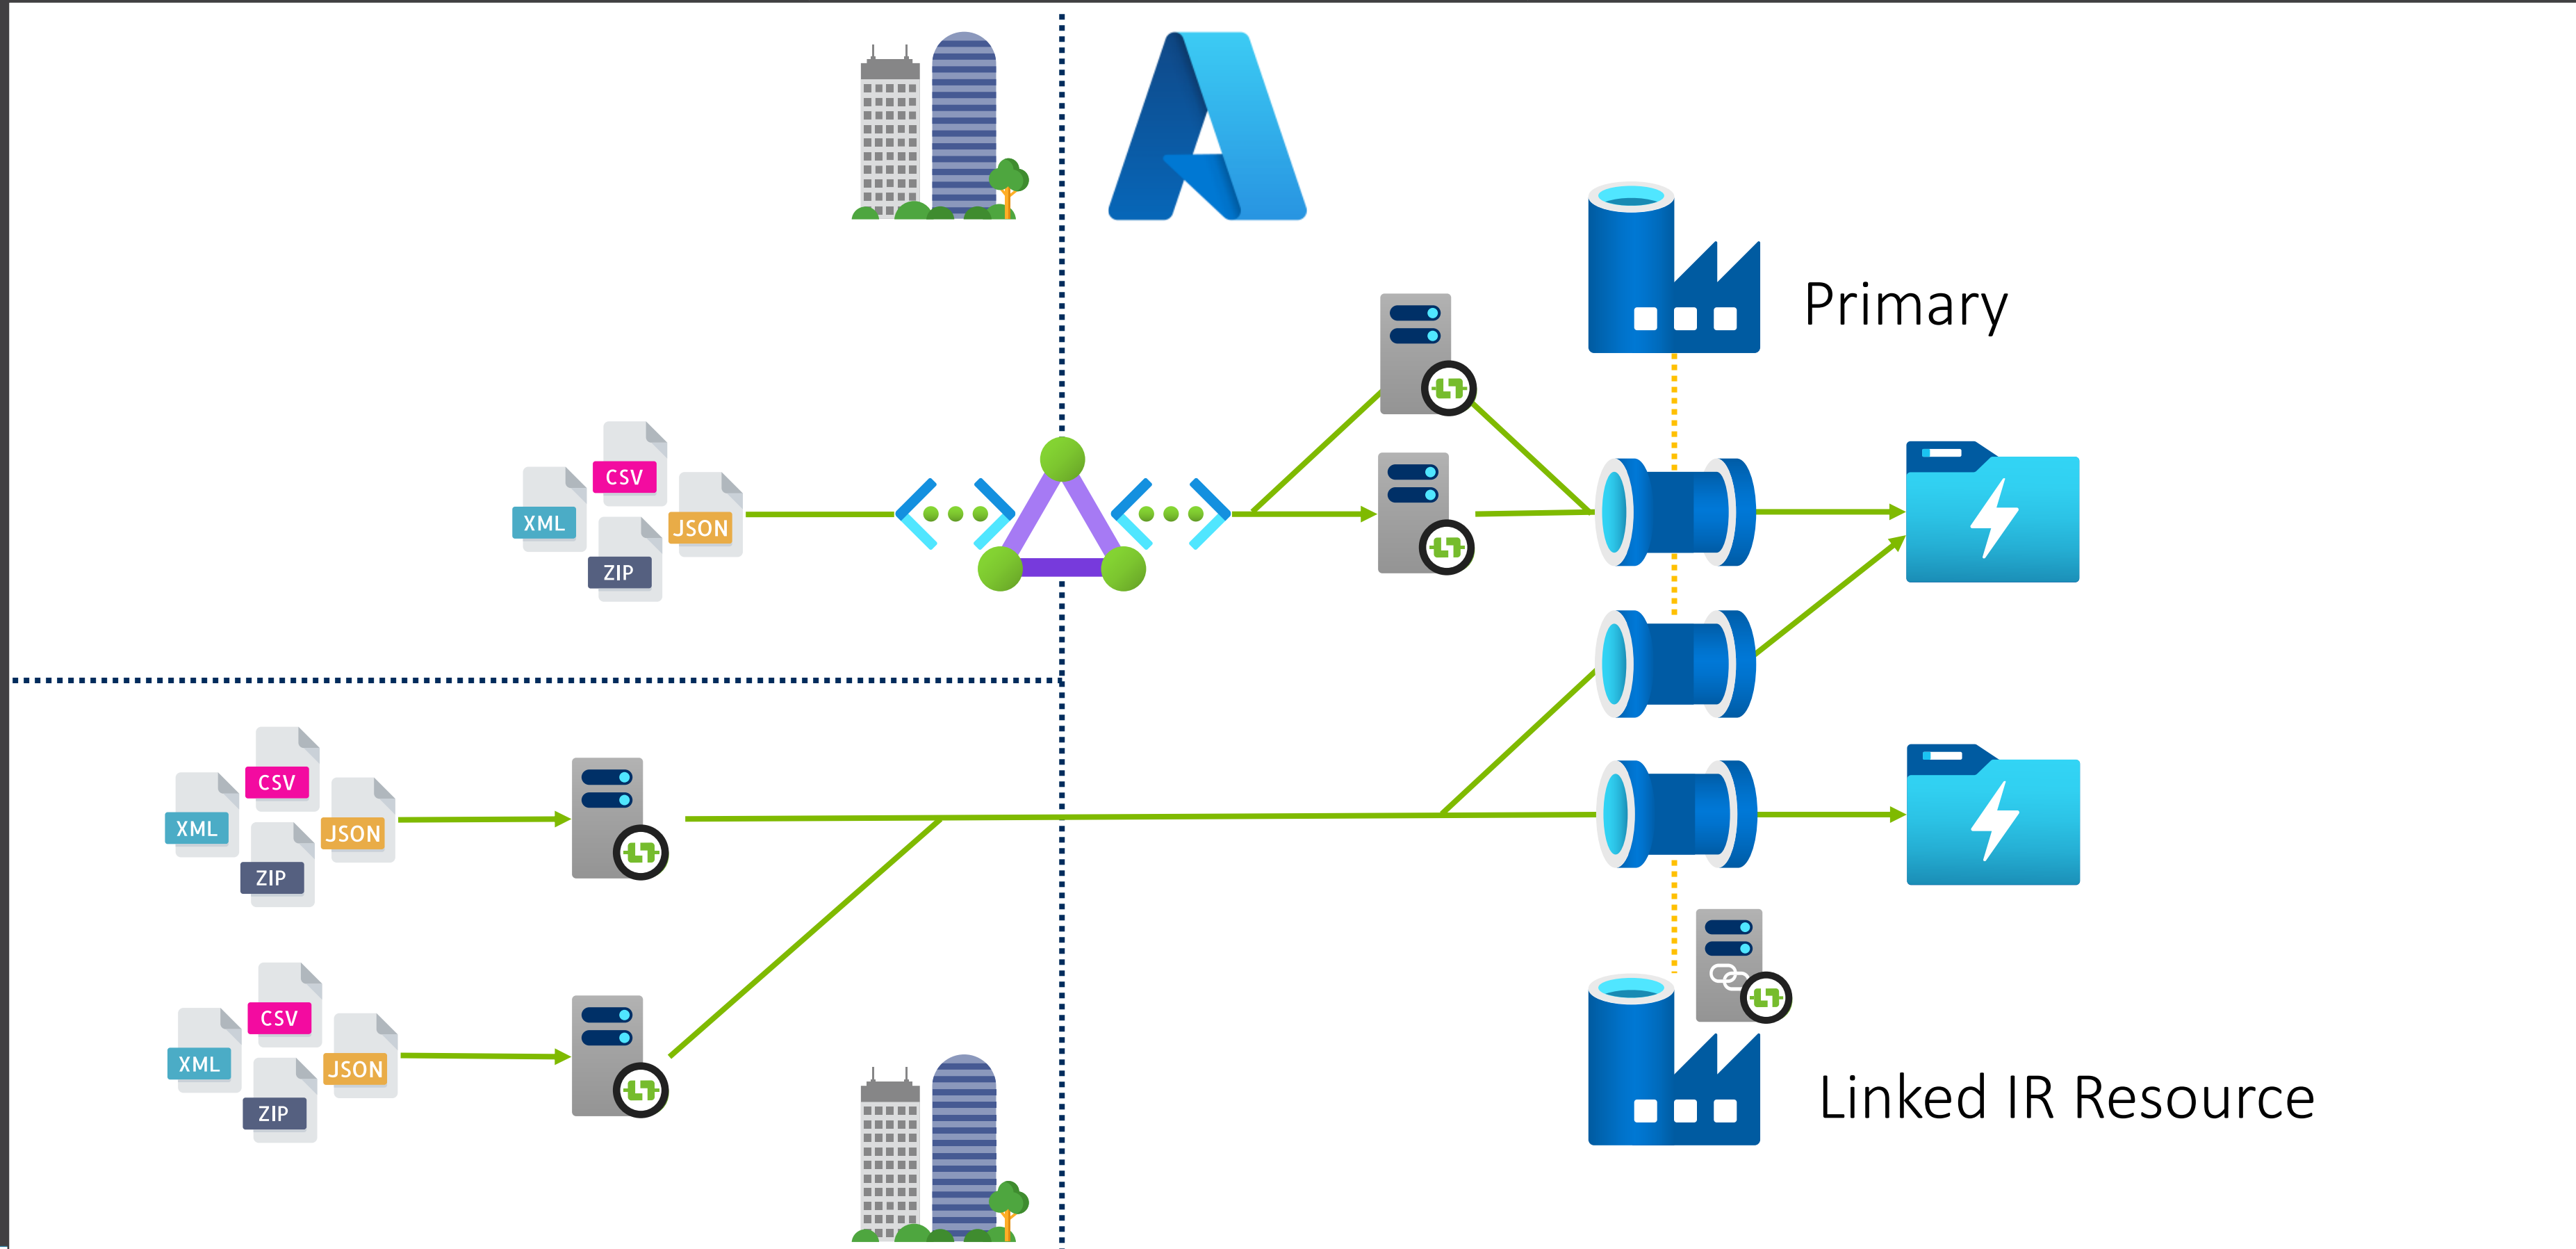 Primary
CSV
XML
JSON
ZIP
CSV
XML
JSON
ZIP
CSV
XML
JSON
ZIP
Linked IR Resource